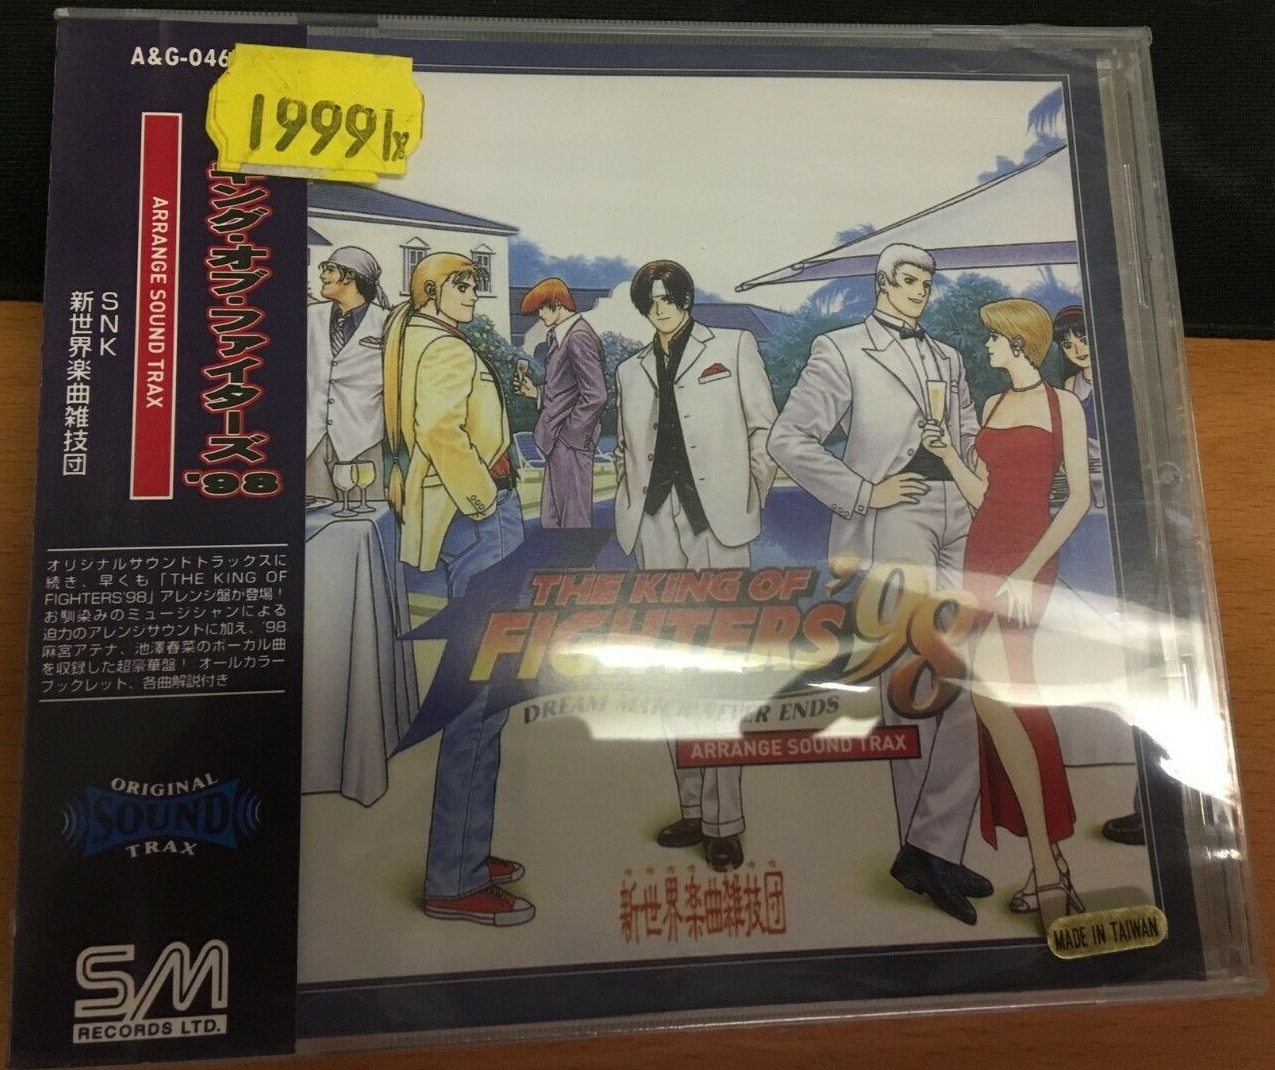 A&G-046
1999
キング・オブ・ファイターズ
'98
ARRANGE SOUND TRAX
SNK
新世界楽曲雑技団
オリジナルサウンドトラックスに
続き、早くも「THE KING OF
FIGHTERS'98」アレンジ盤が登場！
お馴染みのミュージシャンによる
迫力のアレンジサウントに加え、'98
麻宮アテナ、池澤春菜のボーカル曲
を収録した超豪華盤！ オールカラー
ブックレット、各曲解説付き
ORIGINAL
SOUND
TRAX
SM
RECORDS LTD.
THE KING OF
FIGHTERS '98
DREAM MATCH NEVER ENDS
ARRANGE SOUND TRAX
新世界楽曲雑技団
MADE IN TAIWAN